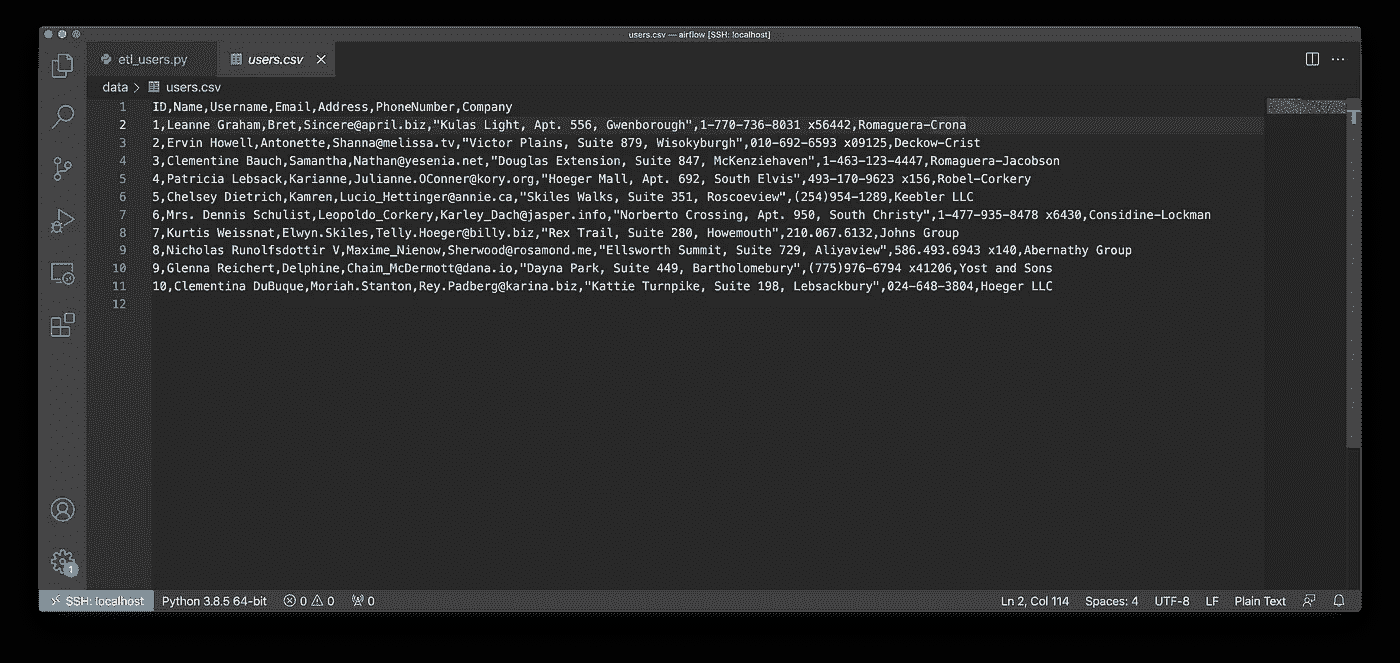 users.csv — airflow [SSH: localhost]
etl_users.py users.csv
data > users.csv
1 ID,Name,Username,Email,Address,PhoneNumber,Company
2 1,Leanne Graham,Bret,Sincere@april.biz,"Kulas Light, Apt. 556, Gwenborough",1-770-736-8031 x56442,Romaguera-Crona
3 2,Ervin Howell,Antonette,Shanna@melissa.tv,"Victor Plains, Suite 879, Wisokyburgh",010-692-6593 x09125,Deckow-Crist
4 3,Clementine Bauch,Samantha,Nathan@yesenia.net,"Douglas Extension, Suite 847, McKenziehaven",1-463-123-4447,Romaguera-Jacobson
5 4,Patricia Lebsack,Karianne,Julianne.OConner@kory.org,"Hoeger Mall, Apt. 692, South Elvis",493-170-9623 x156,Robel-Corkery
6 5,Chelsey Dietrich,Kamren,Lucio_Hettinger@annie.ca,"Skiles Walks, Suite 351, Roscoeview",(254)954-1289,Keebler LLC
7 6,Mrs. Dennis Schulist,Leopoldo_Corkery,Karley_Dach@jasper.info,"Norberto Crossing, Apt. 950, South Christy",1-477-935-8478 x6430,Considine-Lockman
8 7,Kurtis Weissnat,Elwyn.Skiles,Telly.Hoeger@billy.biz,"Rex Trail, Suite 280, Howemouth",210.067.6132,Johns Group
9 8,Nicholas Runolfsdottir V,Maxime_Nienow,Sherwood@rosamond.me,"Ellsworth Summit, Suite 729, Aliyaview",586.493.6943 x140,Abernathy Group
10 9,Glenna Reichert,Delphine,Chaim_McDermott@dana.io,"Dayna Park, Suite 449, Bartholomebury",(775)976-6794 x41206,Yost and Sons
11 10,Clementina DuBuque,Moriah.Stanton,Rey.Padberg@karina.biz,"Kattie Turnpike, Suite 198, Lebsackbury",024-648-3804,Hoeger LLC
12
1
SSH: localhost Python 3.8.5 64-bit 0 0 0 Ln 2, Col 114 Spaces: 4 UTF-8 LF Plain Text